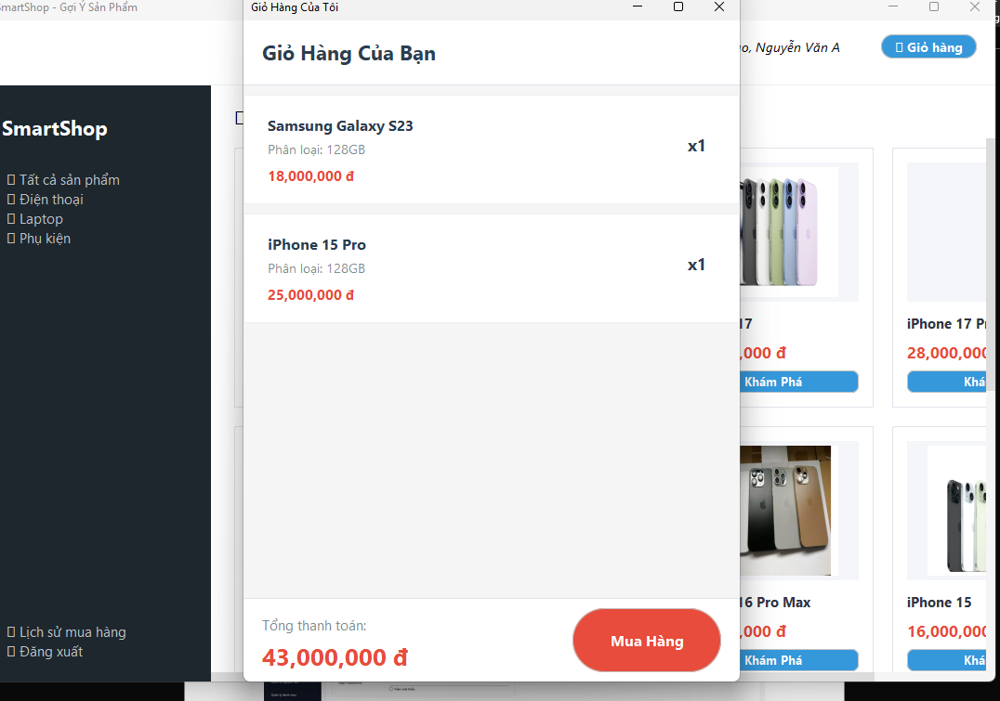 SmartShop - Gợi Ý Sản Phẩm
Giỏ Hàng Của Tôi
Giỏ Hàng Của Bạn
Nguyễn Văn A
Giỏ hàng
SmartShop
Tất cả sản phẩm
Điện thoại
Laptop
Phụ kiện
Samsung Galaxy S23
Phân loại: 128GB
18,000,000 đ
x1
iPhone 15 Pro
Phân loại: 128GB
25,000,000 đ
x1
17
,000 đ
Khám Phá
iPhone 17
28,000,000
Khá
16 Pro Max
,000 đ
Khám Phá
iPhone 15
16,000,000
Khá
Lịch sử mua hàng
Đăng xuất
Tổng thanh toán:
43,000,000 đ
Mua Hàng